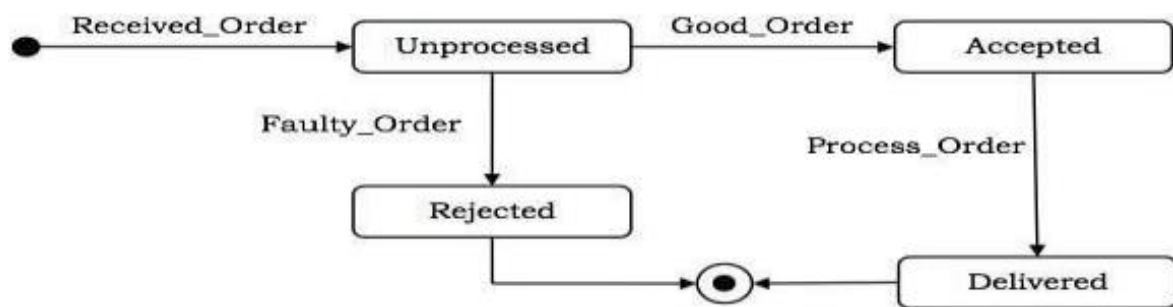 Received_Order
Unprocessed
Good_Order
Accepted
Faulty_Order
Process_Order
Rejected
Delivered